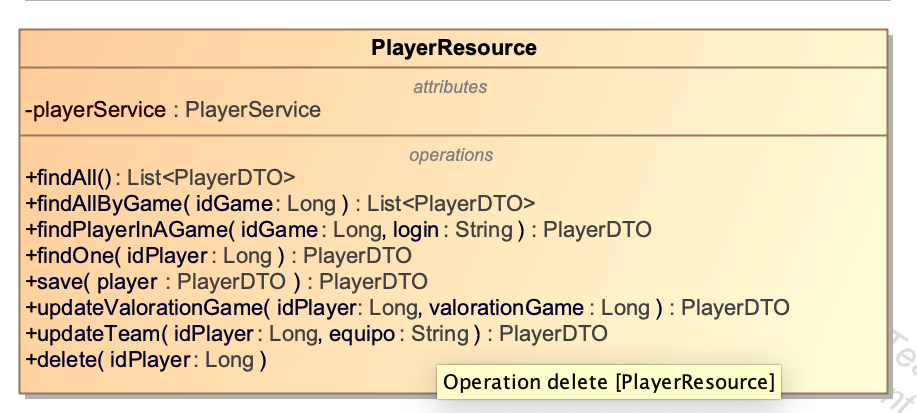 PlayerResource
attributes
-playerService : PlayerService
operations
+findAll() : List<PlayerDTO>
+findAllByGame( idGame : Long ) : List<PlayerDTO>
+findPlayerInAGame( idGame : Long, login : String ) : PlayerDTO
+findOne( idPlayer : Long ) : PlayerDTO
+save( player : PlayerDTO ) : PlayerDTO
+updateValorationGame( idPlayer : Long, valorationGame : Long ) : PlayerDTO
+updateTeam( idPlayer : Long, equipo : String ) : PlayerDTO
+delete( idPlayer : Long )
Operation delete [PlayerResource]